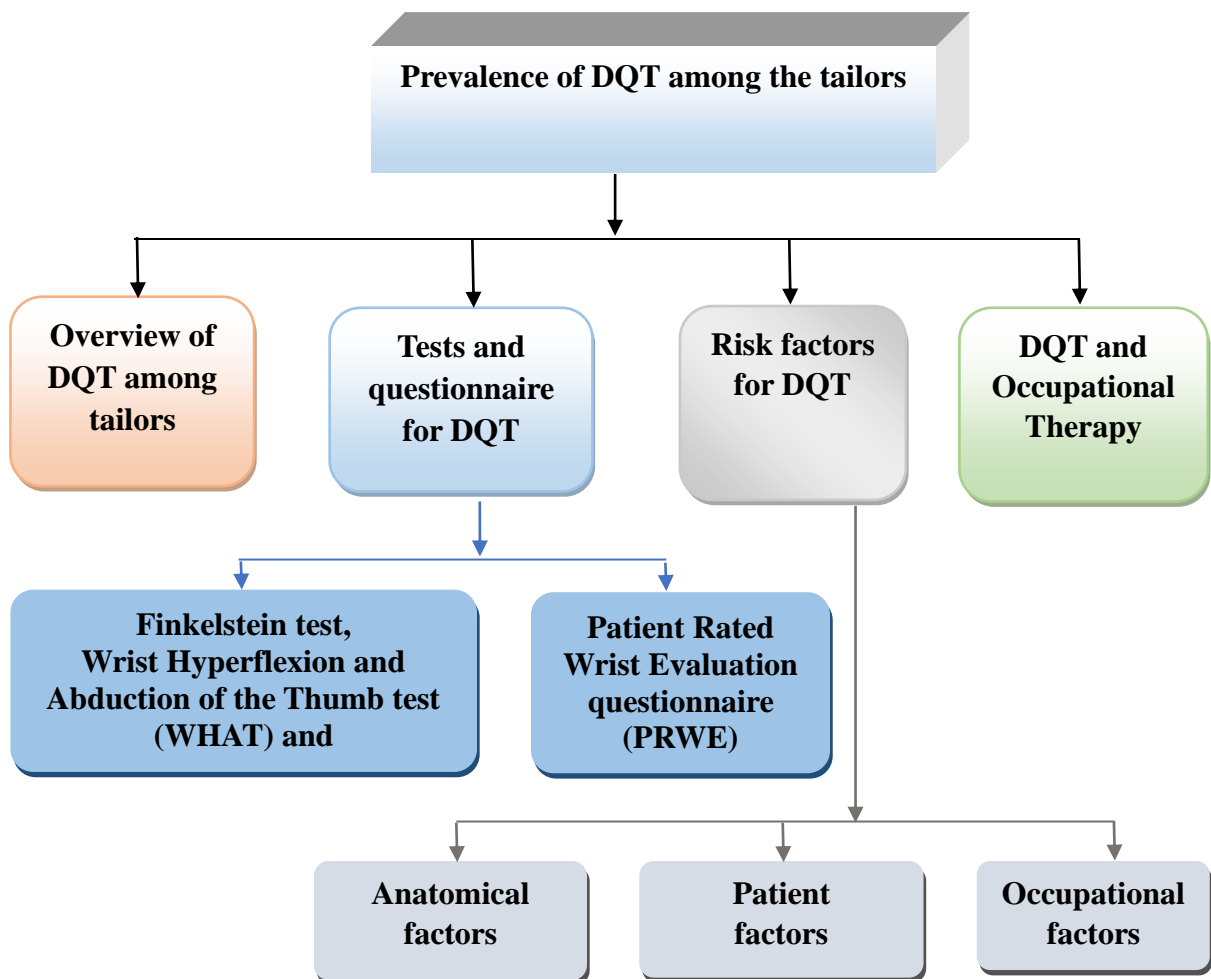 Prevalence of DQT among the tailors
Overview of
DQT among
tailors
Tests and
questionnaire
for DQT
Risk factors
for DQT
DQT and
Occupational
Therapy
Finkelstein test,
Wrist Hyperflexion and
Abduction of the Thumb test
(WHAT) and
Patient Rated
Wrist Evaluation
questionnaire
(PRWE)
Anatomical
factors
Patient
factors
Occupational
factors